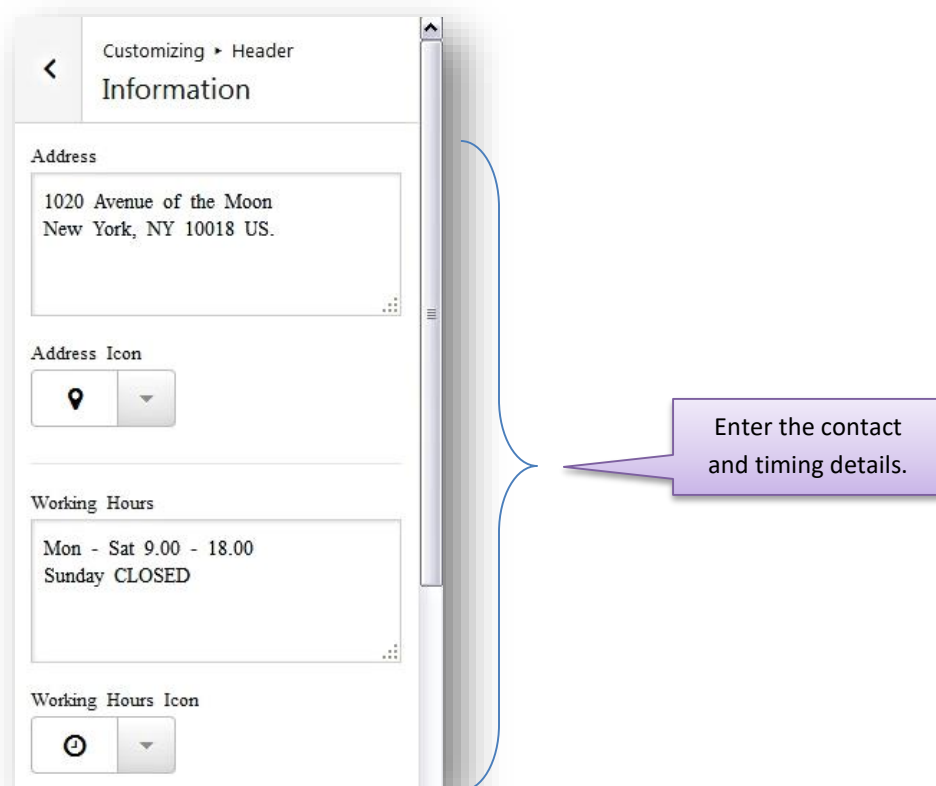 Customizing ▸ Header
Information
Address
1020 Avenue of the Moon
New York, NY 10018 US.
Address Icon
Working Hours
Mon - Sat 9.00 - 18.00
Sunday CLOSED
Working Hours Icon
Enter the contact
and timing details.